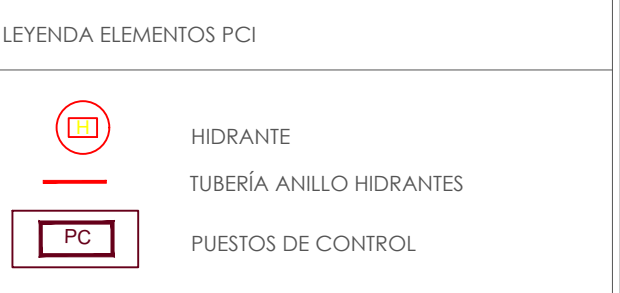 LEYENDA ELEMENTOS PCI
H HIDRANTE
TUBERÍA ANILLO HIDRANTES
PC PUESTOS DE CONTROL